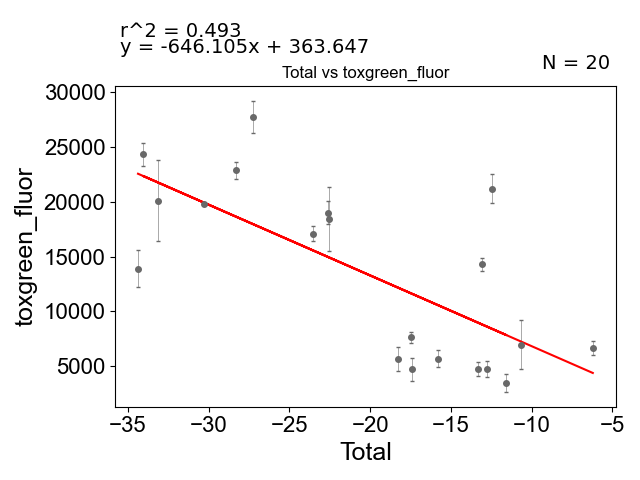 r^2 = 0.493
y = -646.105x + 363.647
N = 20
Total vs toxgreen_fluor
30000
25000
20000
15000
10000
5000
toxgreen_fluor
−35
−30
−25
−20
−15
−10
−5
Total